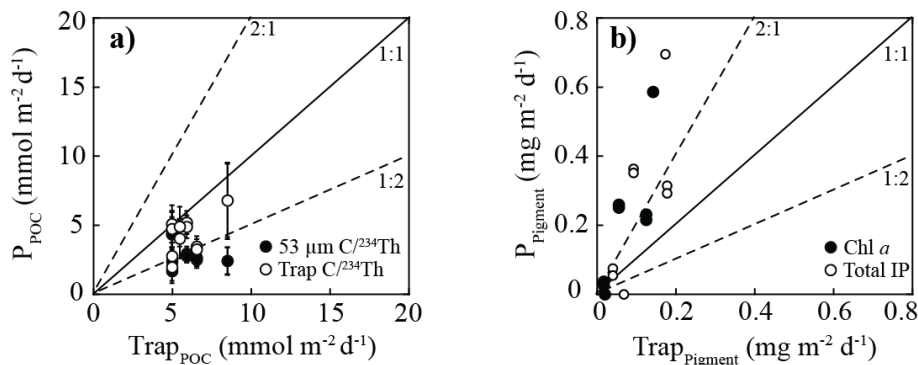 a)
20
15
10
5
0
0
5
10
15
20
2:1
1:1
1:2
P_POC (mmol m⁻² d⁻¹)
Trap_POC (mmol m⁻² d⁻¹)
● 53 µm C/²³⁴Th
○ Trap C/²³⁴Th
b)
0.8
0.6
0.4
0.2
0
0
0.2
0.4
0.6
0.8
2:1
1:1
1:2
P_Pigment (mg m⁻² d⁻¹)
Trap_Pigment (mg m⁻² d⁻¹)
● Chl a
○ Total IP